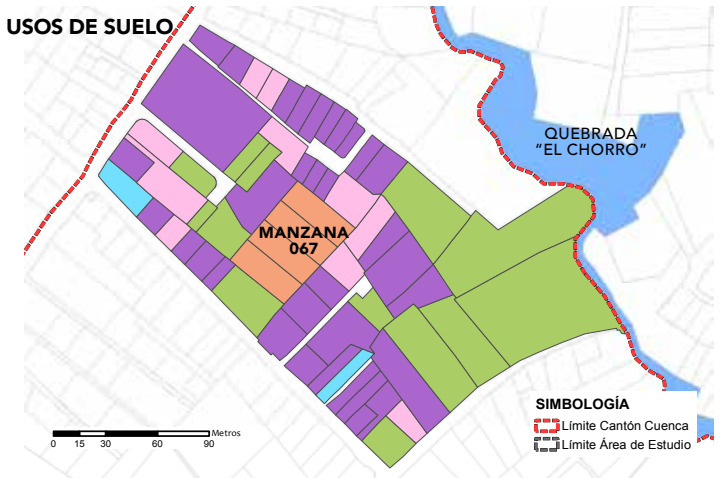 USOS DE SUELO
QUEBRADA
"EL CHORRO"
MANZANA
067
SIMBOLOGÍA
Límite Cantón Cuenca
Límite Área de Estudio
Metros
0 15 30 60 90